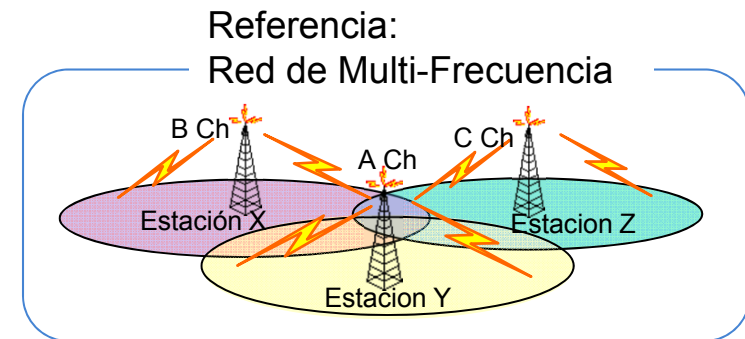 Referencia:
Red de Multi-Frecuencia
B Ch
A Ch
C Ch
Estación X
Estacion Z
Estacion Y